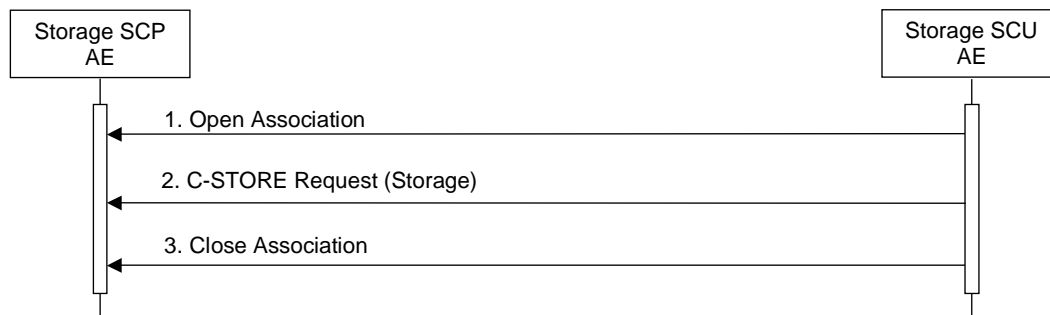 Storage SCP
AE
Storage SCU
AE
1. Open Association
2. C-STORE Request (Storage)
3. Close Association